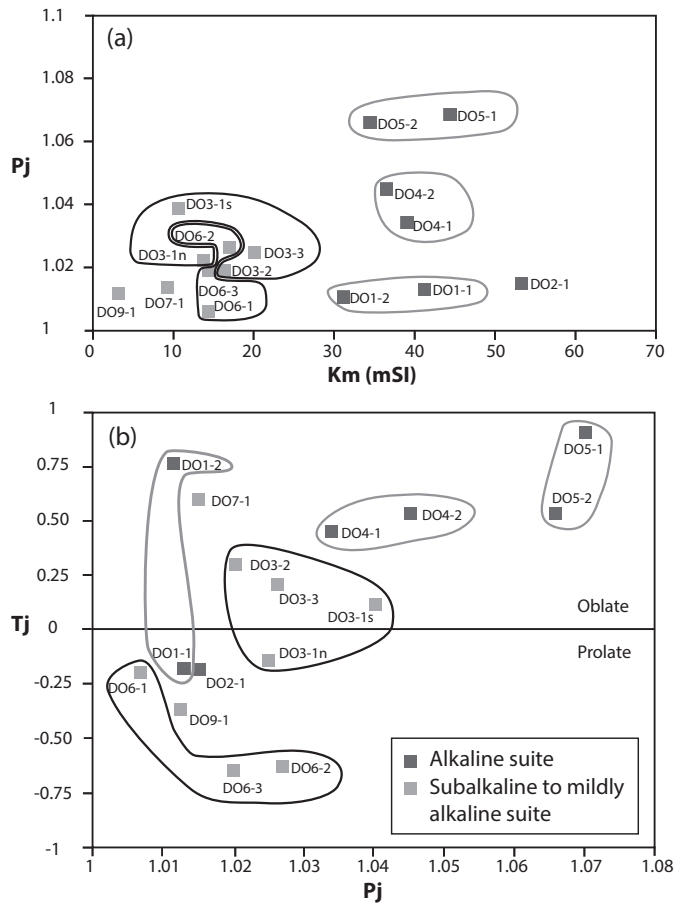 1.1
(a)
1.08
DO5-2
DO5-1
1.06
Pj
DO4-2
1.04
DO3-1s
DO4-1
DO6-2
DO3-1n
DO3-3
DO3-2
1.02
DO6-3
DO2-1
DO7-1
DO1-2
DO1-1
DO9-1
DO6-1
1
0 10 20 30 40 50 60 70
Km (mSI)
1
(b)
DO5-1
0.75
DO1-2
DO7-1
DO5-2
0.50
DO4-1
DO4-2
DO3-2
0.25
DO3-3
DO3-1s
Oblate
Tj
0
Prolate
DO1-1
DO3-1n
DO6-1
DO2-1
-0.25
DO9-1
-0.50
DO6-3
DO6-2
-0.75
Alkaline suite
Subalkaline to mildly
alkaline suite
-1
1 1.01 1.02 1.03 1.04 1.05 1.06 1.07 1.08
Pj